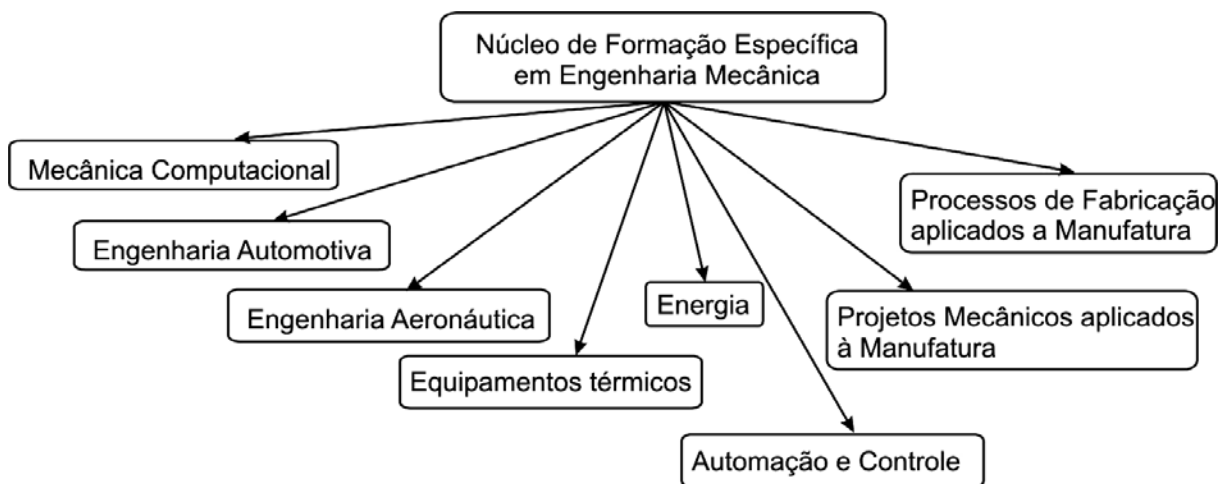 Núcleo de Formação Específica
em Engenharia Mecânica
Mecânica Computacional
Engenharia Automotiva
Engenharia Aeronáutica
Equipamentos térmicos
Energia
Automação e Controle
Projetos Mecânicos aplicados
à Manufatura
Processos de Fabricação
aplicados a Manufatura